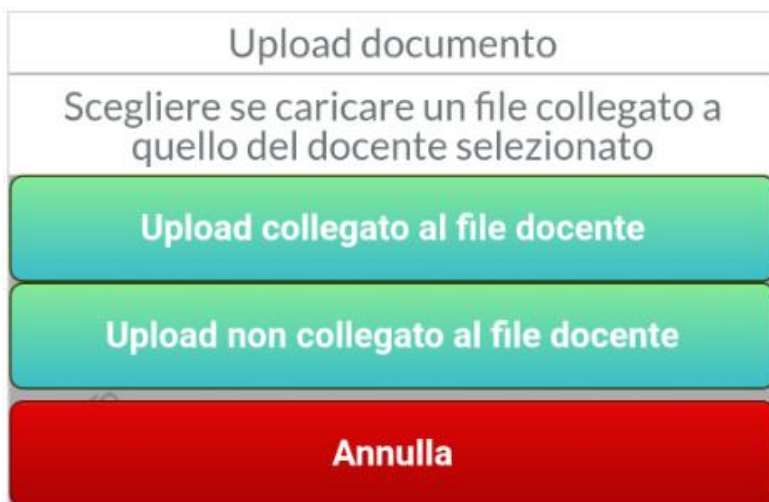 Upload documento
Scegliere se caricare un file collegato a
quello del docente selezionato
Upload collegato al file docente
Upload non collegato al file docente
Annulla